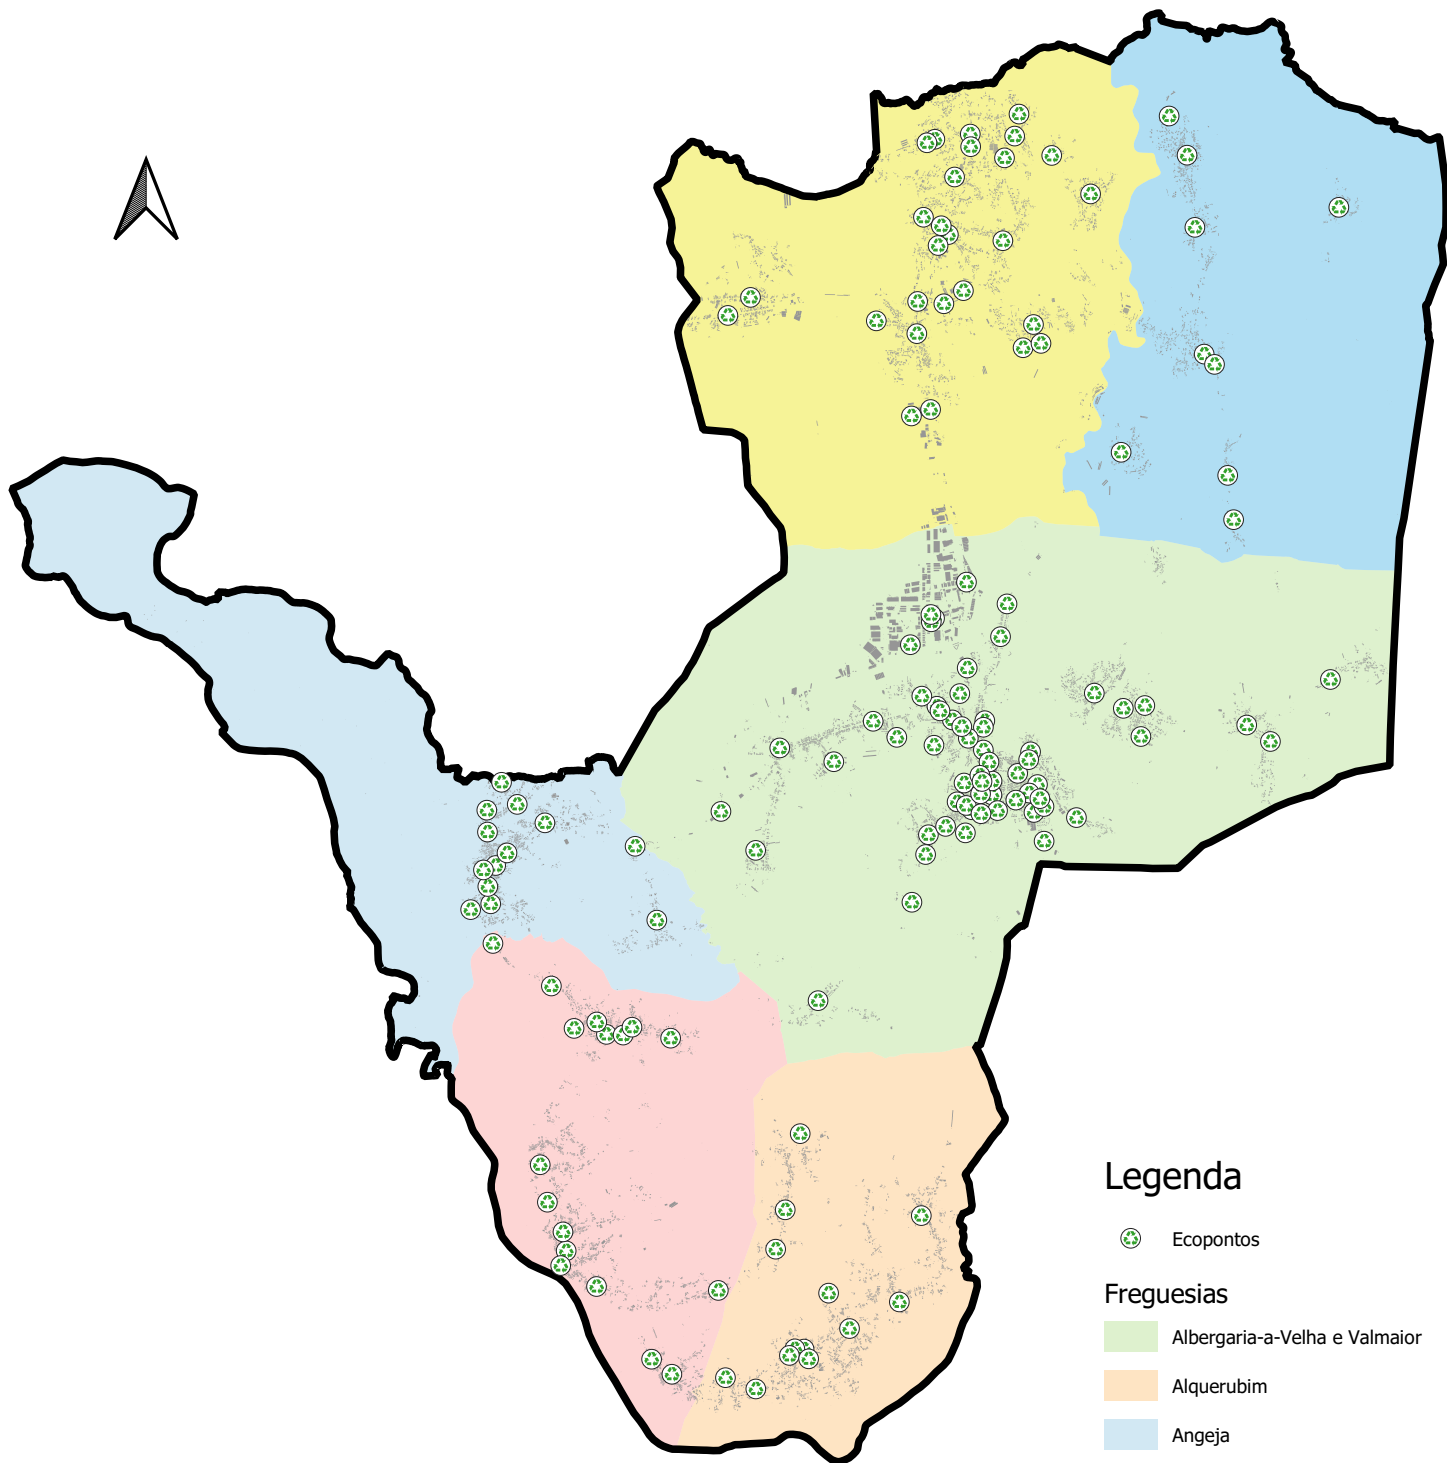 Legenda
Ecopontos
Freguesias
Albergaria-a-Velha e Valmaior
Alquerubim
Angeja